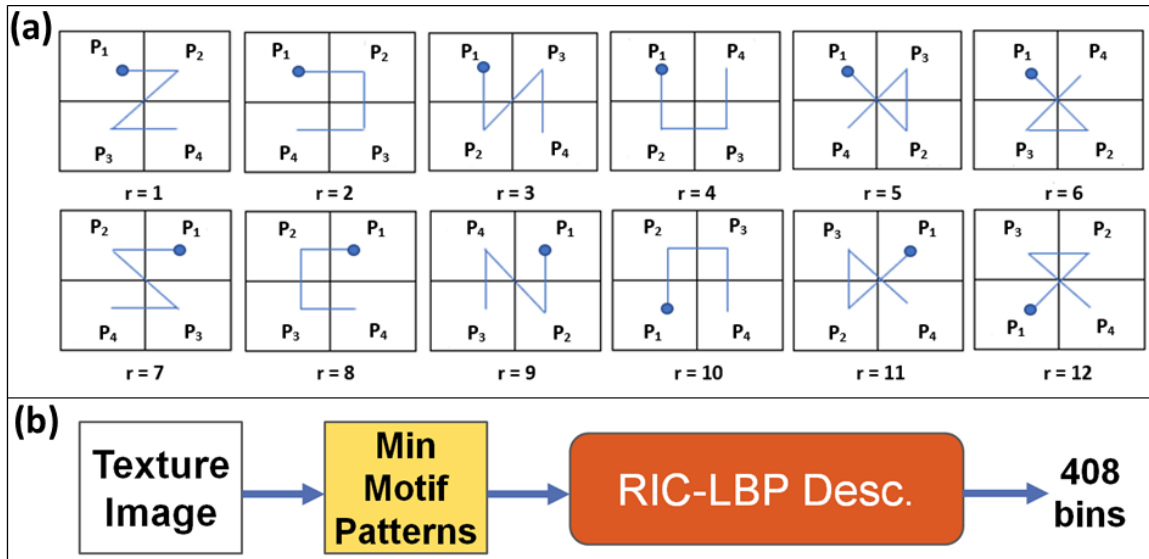 (a)
P₁ P₂ P₁ P₂ P₁ P₃ P₁ P₄ P₁ P₃ P₁ P₄
P₃ P₄ P₄ P₃ P₂ P₄ P₂ P₃ P₄ P₂ P₃ P₂
r = 1 r = 2 r = 3 r = 4 r = 5 r = 6
P₂ P₁ P₂ P₁ P₄ P₁ P₂ P₃ P₃ P₁ P₃ P₂
P₄ P₃ P₃ P₄ P₃ P₂ P₁ P₄ P₂ P₄ P₁ P₄
r = 7 r = 8 r = 9 r = 10 r = 11 r = 12
(b)
Texture
Image
Min
Motif
Patterns
RIC-LBP Desc.
408
bins